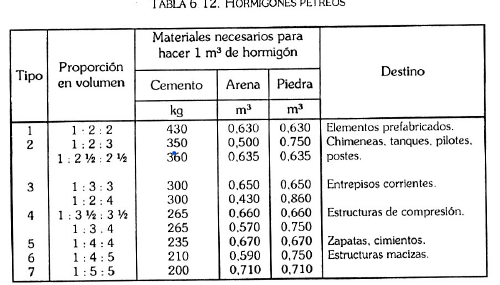 TABLA 6 12. HORMIGONES PÉTREOS
Tipo Proporción en volumen Materiales necesarios para hacer 1 m³ de hormigón Destino
Cemento Arena Piedra
kg m³ m³
1 1 · 2 : 2 430 0,630 0,630 Elementos prefabricados.
2 1 : 2 : 3 350 0,500 0.750 Chimeneas, tanques, pilotes,
1 : 2 ½ : 2 ½ 360 0,635 0,635 postes.
3 1 : 3 : 3 300 0,650 0,650 Entrepisos corrientes.
1 : 2 : 4 300 0,430 0,860
4 1 : 3 ½ : 3 ½ 265 0,660 0,660 Estructuras de compresión.
1 : 3 . 4 265 0,570 0,750
5 1 : 4 : 4 235 0,670 0,670 Zapatas, cimientos.
6 1 : 4 : 5 210 0,590 0,750 Estructuras macizas.
7 1 : 5 : 5 200 0,710 0,710